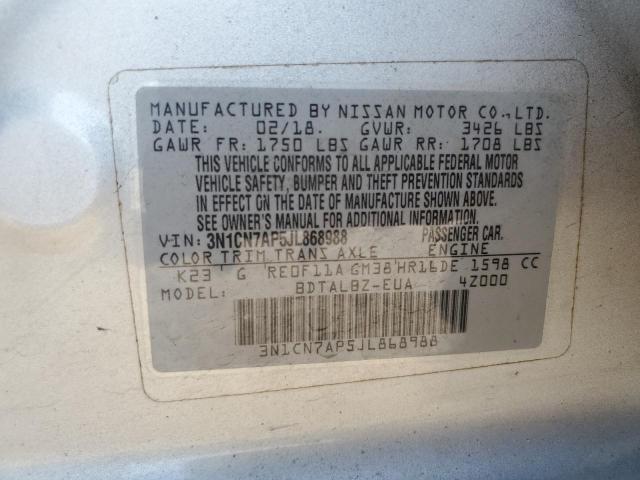 MANUFACTURED BY NISSAN MOTOR CO., LTD.
DATE: 02/18. GVWR: 3426 LBS
GAWR FR: 1750 LBS GAWR RR: 1708 LBS
THIS VEHICLE CONFORMS TO ALL APPLICABLE FEDERAL MOTOR
VEHICLE SAFETY, BUMPER AND THEFT PREVENTION STANDARDS
IN EFFECT ON THE DATE OF MANUFACTURE SHOWN ABOVE.
SEE OWNER'S MANUAL FOR ADDITIONAL INFORMATION.
VIN: 3N1CN7AP5JL868988 PASSENGER CAR.
COLOR TRIM TRANS AXLE ENGINE
K23 G RE0F11A GM38 HR16DE 1598 CC
MODEL: BDTALBZ-EUA 4Z000
3N1CN7AP5JL868988